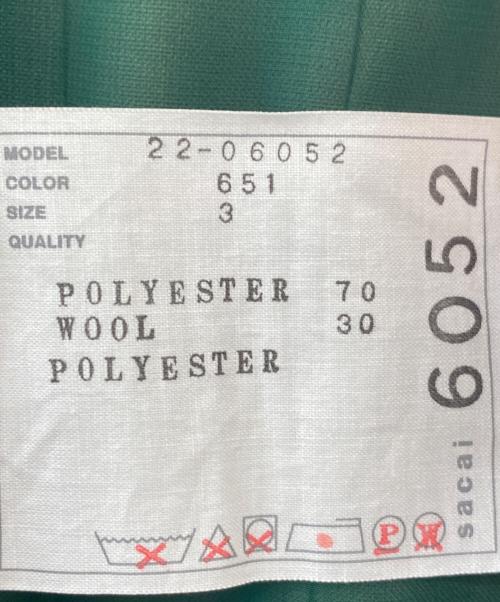 MODEL 22-06052
COLOR 651
SIZE 3
QUALITY
POLYESTER 70
WOOL 30
POLYESTER
P W
sacai 6052